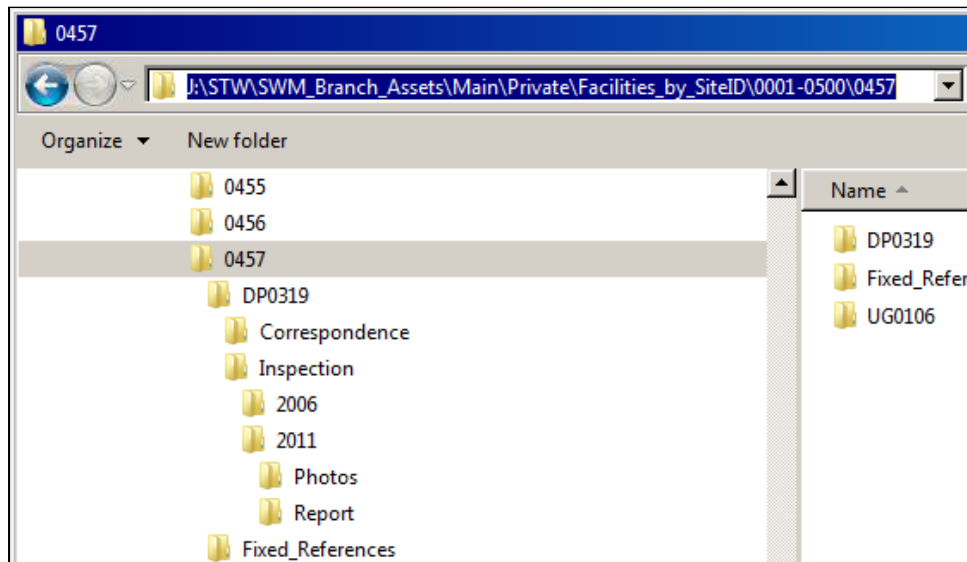 0457
J:\STW\SWM_Branch_Assets\Main\Private\Facilities_by_SiteID\0001-0500\0457
Organize New folder
0455
0456
0457
DP0319
Correspondence
Inspection
2006
2011
Photos
Report
Fixed_References
Name
DP0319
Fixed_Refer
UG0106